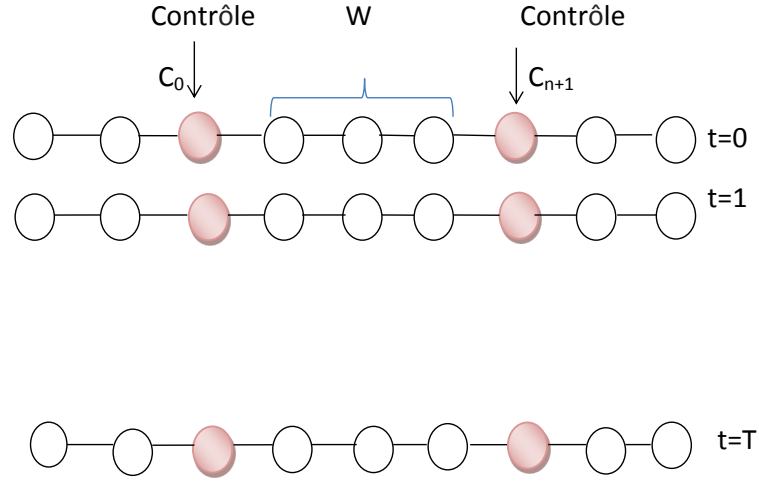 Contrôle W Contrôle
C₀ Cₙ₊₁
t=0
t=1
t=T